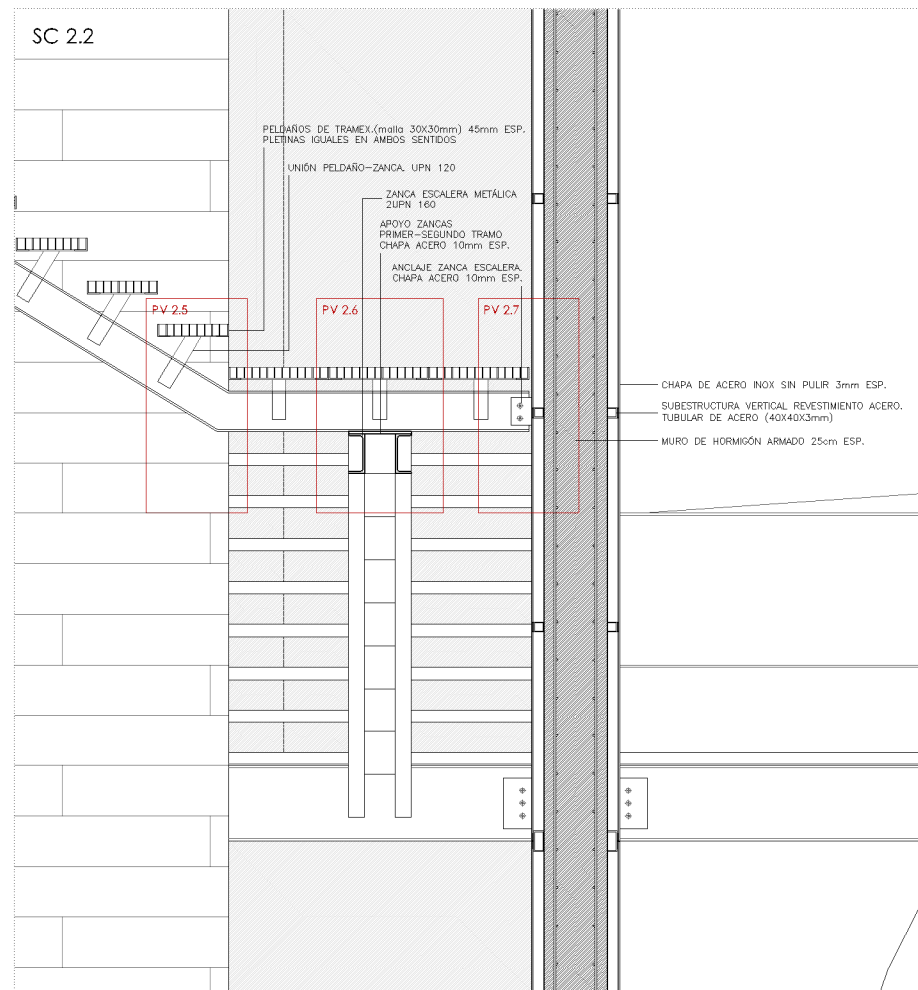 SC 2.2
PELDAÑOS DE TRAMEX.(malla 30X30mm) 45mm ESP.
PLETINAS IGUALES EN AMBOS SENTIDOS
UNIÓN PELDAÑO-ZANCA. UPN 120
ZANCA ESCALERA METÁLICA
2UPN 160
APOYO ZANCAS
PRIMER-SEGUNDO TRAMO
CHAPA ACERO 10mm ESP.
ANCLAJE ZANCA ESCALERA.
CHAPA ACERO 10mm ESP.
PV 2.5
PV 2.6
PV 2.7
CHAPA DE ACERO INOX SIN PULIR 3mm ESP.
SUBESTRUCTURA VERTICAL REVESTIMIENTO ACERO.
TUBULAR DE ACERO (40X40X3mm)
MURO DE HORMIGÓN ARMADO 25cm ESP.